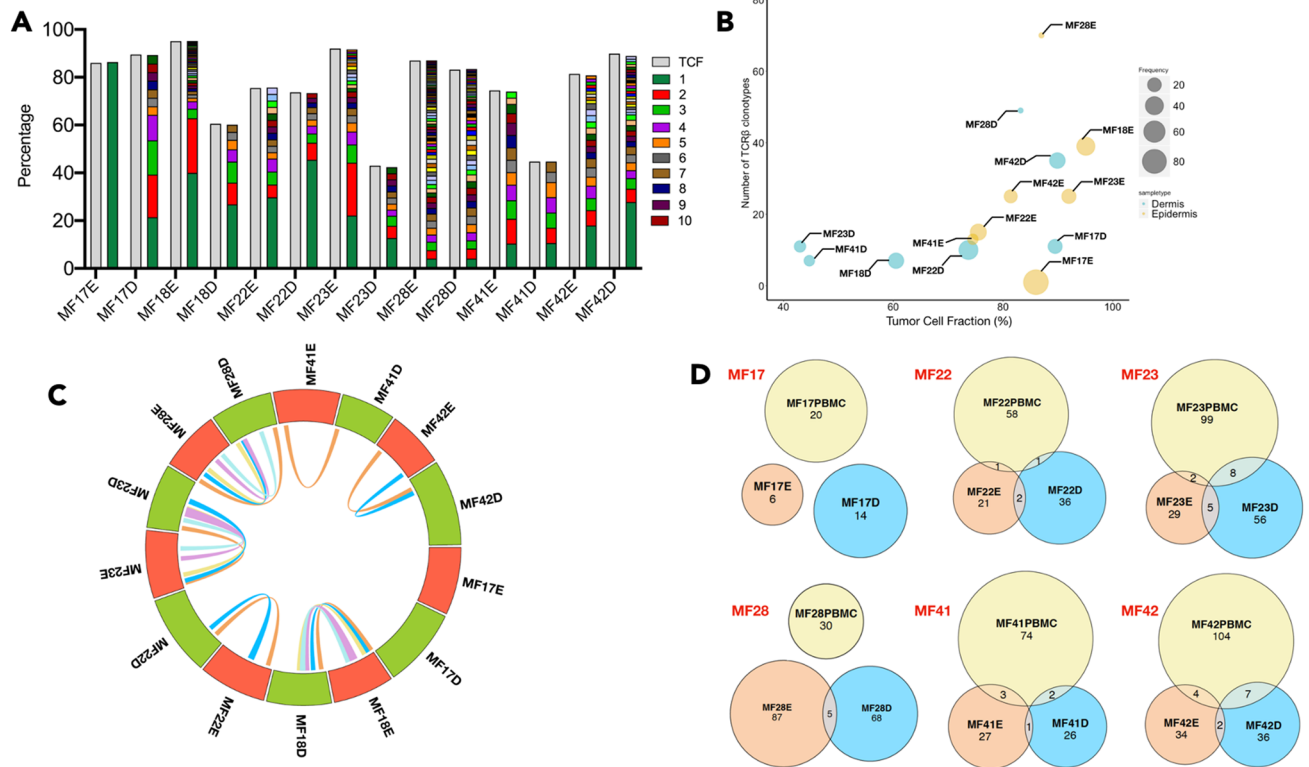 A
100
80
60
40
20
0
Percentage
MF17E
MF17D
MF18E
MF18D
MF22E
MF22D
MF23E
MF23D
MF28E
MF28D
MF41E
MF41D
MF42E
MF42D
TCF
1
2
3
4
5
6
7
8
9
10
B
80
60
40
20
0
Number of TCRβ clonotypes
40
60
80
100
Tumor Cell Fraction (%)
MF28E
MF28D
MF18E
MF42D
MF42E
MF23E
MF22E
MF41E
MF23D
MF41D
MF18D
MF22D
MF17D
MF17E
Frequency
20
40
60
80
sampletype
Dermis
Epidermis
C
MF41E
MF41D
MF42E
MF42D
MF17E
MF17D
MF18E
MF18D
MF22E
MF22D
MF23E
MF23D
MF28E
MF28D
D
MF17
MF17PBMC
20
MF17E
6
MF17D
14
MF22
MF22PBMC
58
1
1
MF22E
21
2
MF22D
36
MF23
MF23PBMC
99
2
8
MF23E
29
5
MF23D
56
MF28
MF28PBMC
30
MF28E
87
5
MF28D
68
MF41
MF41PBMC
74
3
2
MF41E
27
1
MF41D
26
MF42
MF42PBMC
104
4
7
MF42E
34
2
MF42D
36